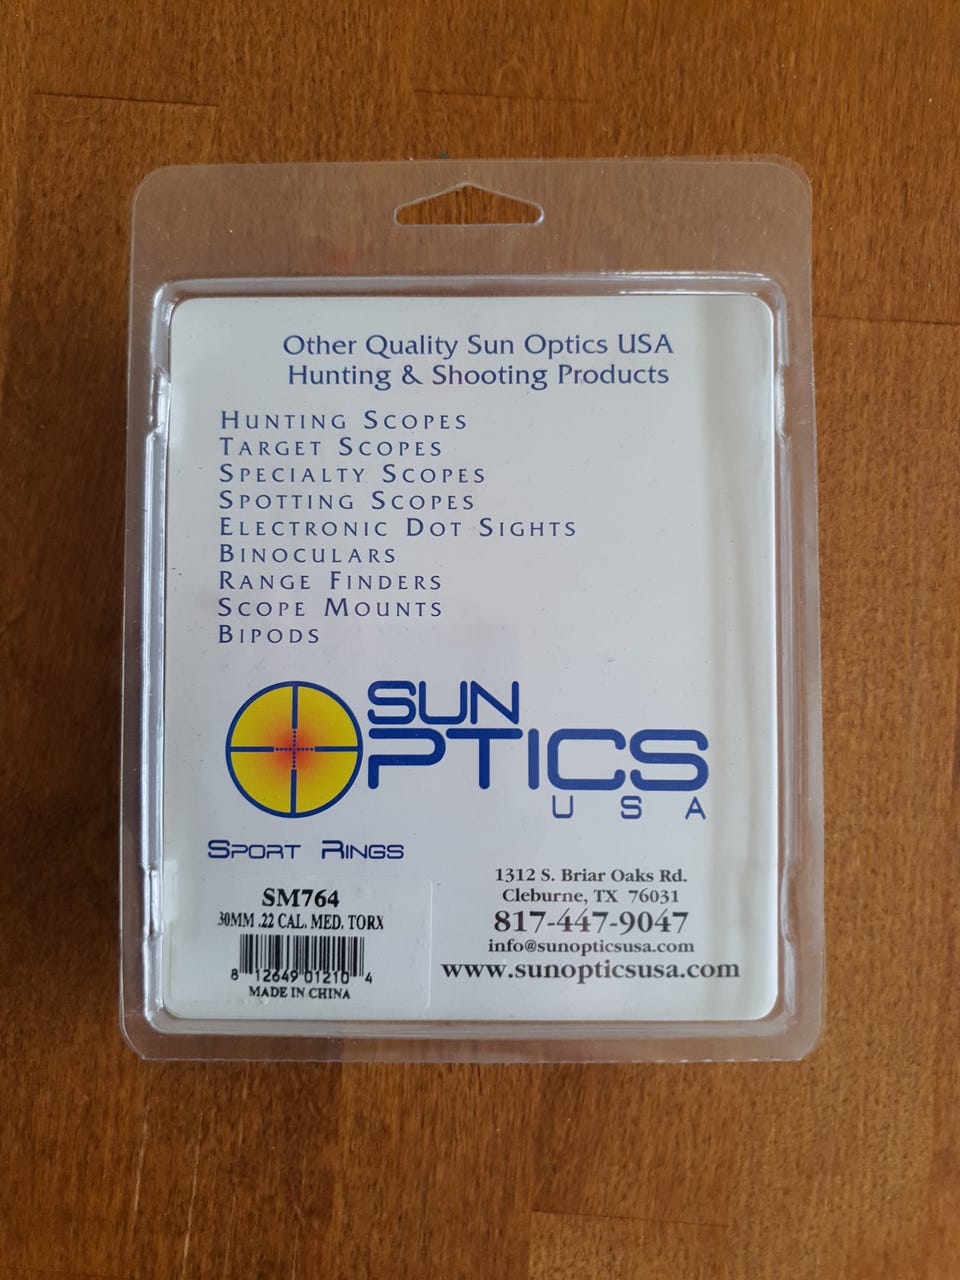 Other Quality Sun Optics USA
Hunting & Shooting Products
HUNTING SCOPES
TARGET SCOPES
SPECIALTY SCOPES
SPOTTING SCOPES
ELECTRONIC DOT SIGHTS
BINOCULARS
RANGE FINDERS
SCOPE MOUNTS
BIPODS
SUN
OPTICS
USA
SPORT RINGS
SM764
30MM .22 CAL. MED. TORX
8 12649 01210 4
MADE IN CHINA
1312 S. Briar Oaks Rd.
Cleburne, TX 76031
817-447-9047
info@sunopticsusa.com
www.sunopticsusa.com